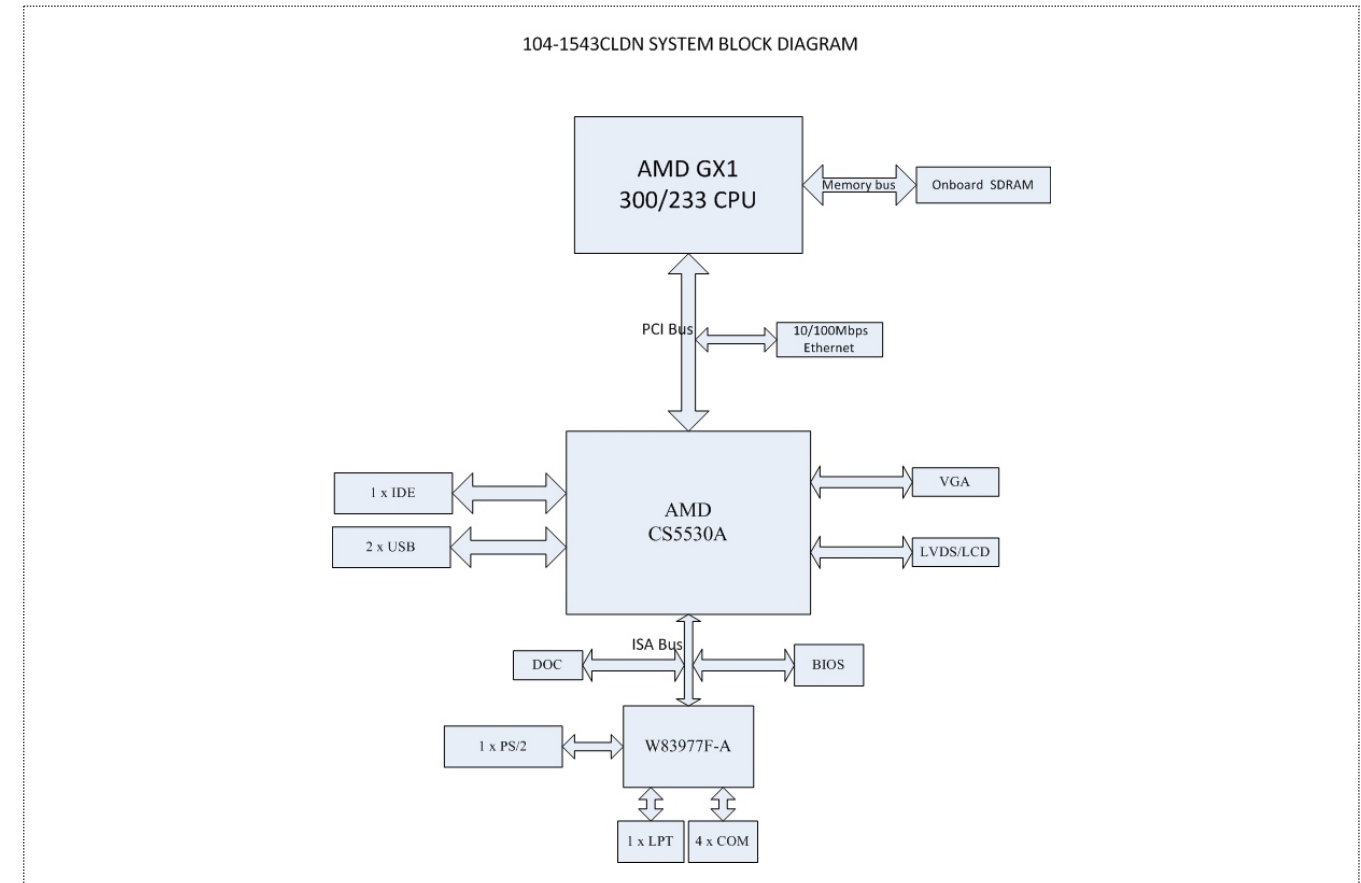 104-1543CLDN SYSTEM BLOCK DIAGRAM
AMD GX1
300/233 CPU
Memory bus
Onboard SDRAM
PCI Bus
10/100Mbps
Ethernet
1 x IDE
2 x USB
AMD
CS5530A
VGA
LVDS/LCD
ISA Bus
DOC
BIOS
1 x PS/2
W83977F-A
1 x LPT
4 x COM